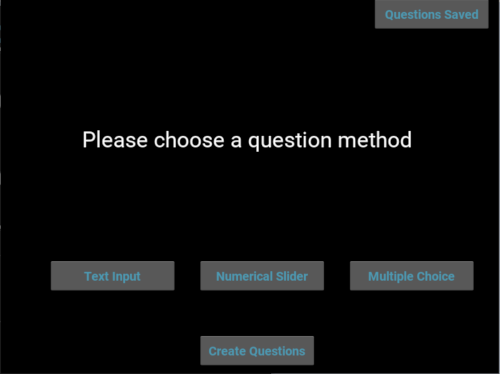 Questions Saved
Please choose a question method
Text Input
Numerical Slider
Multiple Choice
Create Questions